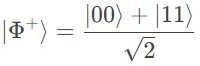 |Φ⁺⟩ = (|00⟩ + |11⟩)/√2